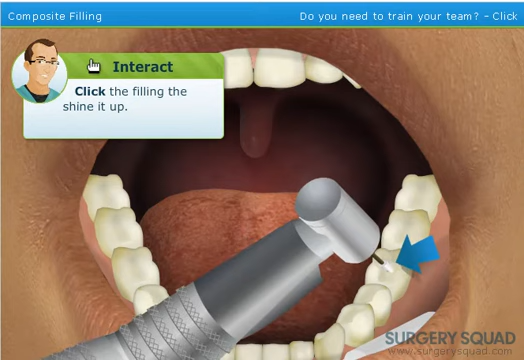 Composite Filling
Do you need to train your team? – Click
Interact
Click the filling the
shine it up.
SURGERY SQUAD
www.surgerysquad.com